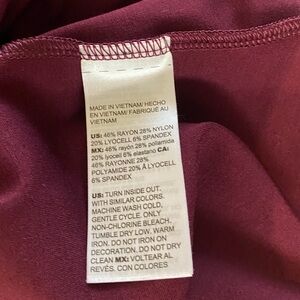 MADE IN VIETNAM/ HECHO
EN VIETNAM/ FABRIQUÉ AU
VIETNAM
US: 46% RAYON 28% NYLON
20% LYOCELL 6% SPANDEX
MX: 46% rayón 28% poliamida
20% lyocell 6% elastano CA:
46% RAYONNE 28%
POLYAMIDE 20% Â LYOCELL
6% SPANDEX
US: TURN INSIDE OUT,
WITH SIMILAR COLORS.
MACHINE WASH COLD,
GENTLE CYCLE. ONLY
NON-CHLORINE BLEACH.
TUMBLE DRY LOW. WARM
IRON. DO NOT IRON ON
DECORATION. DO NOT DRY
CLEAN MX: VOLTEAR AL
REVÉS. CON COLORES